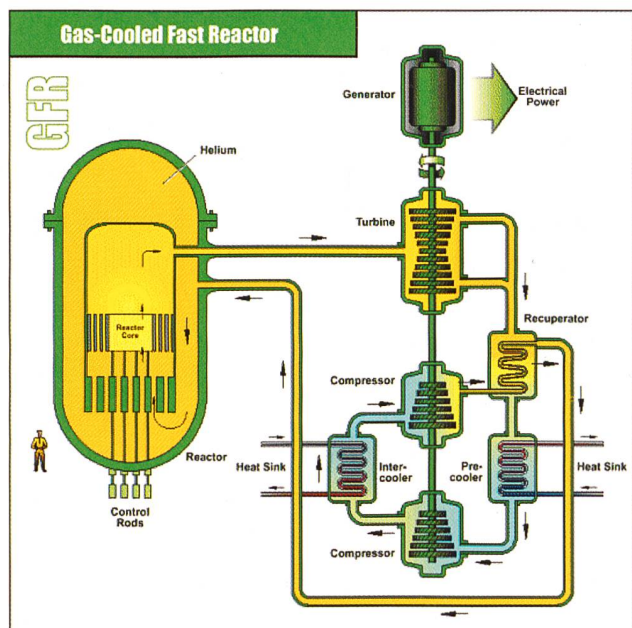 Gas-Cooled Fast Reactor
GFR
Generator
Electrical
Power
Helium
Turbine
Recuperator
Reactor
Core
Compressor
Heat Sink
Inter-
cooler
Pre-
cooler
Heat Sink
Reactor
Control
Rods
Compressor